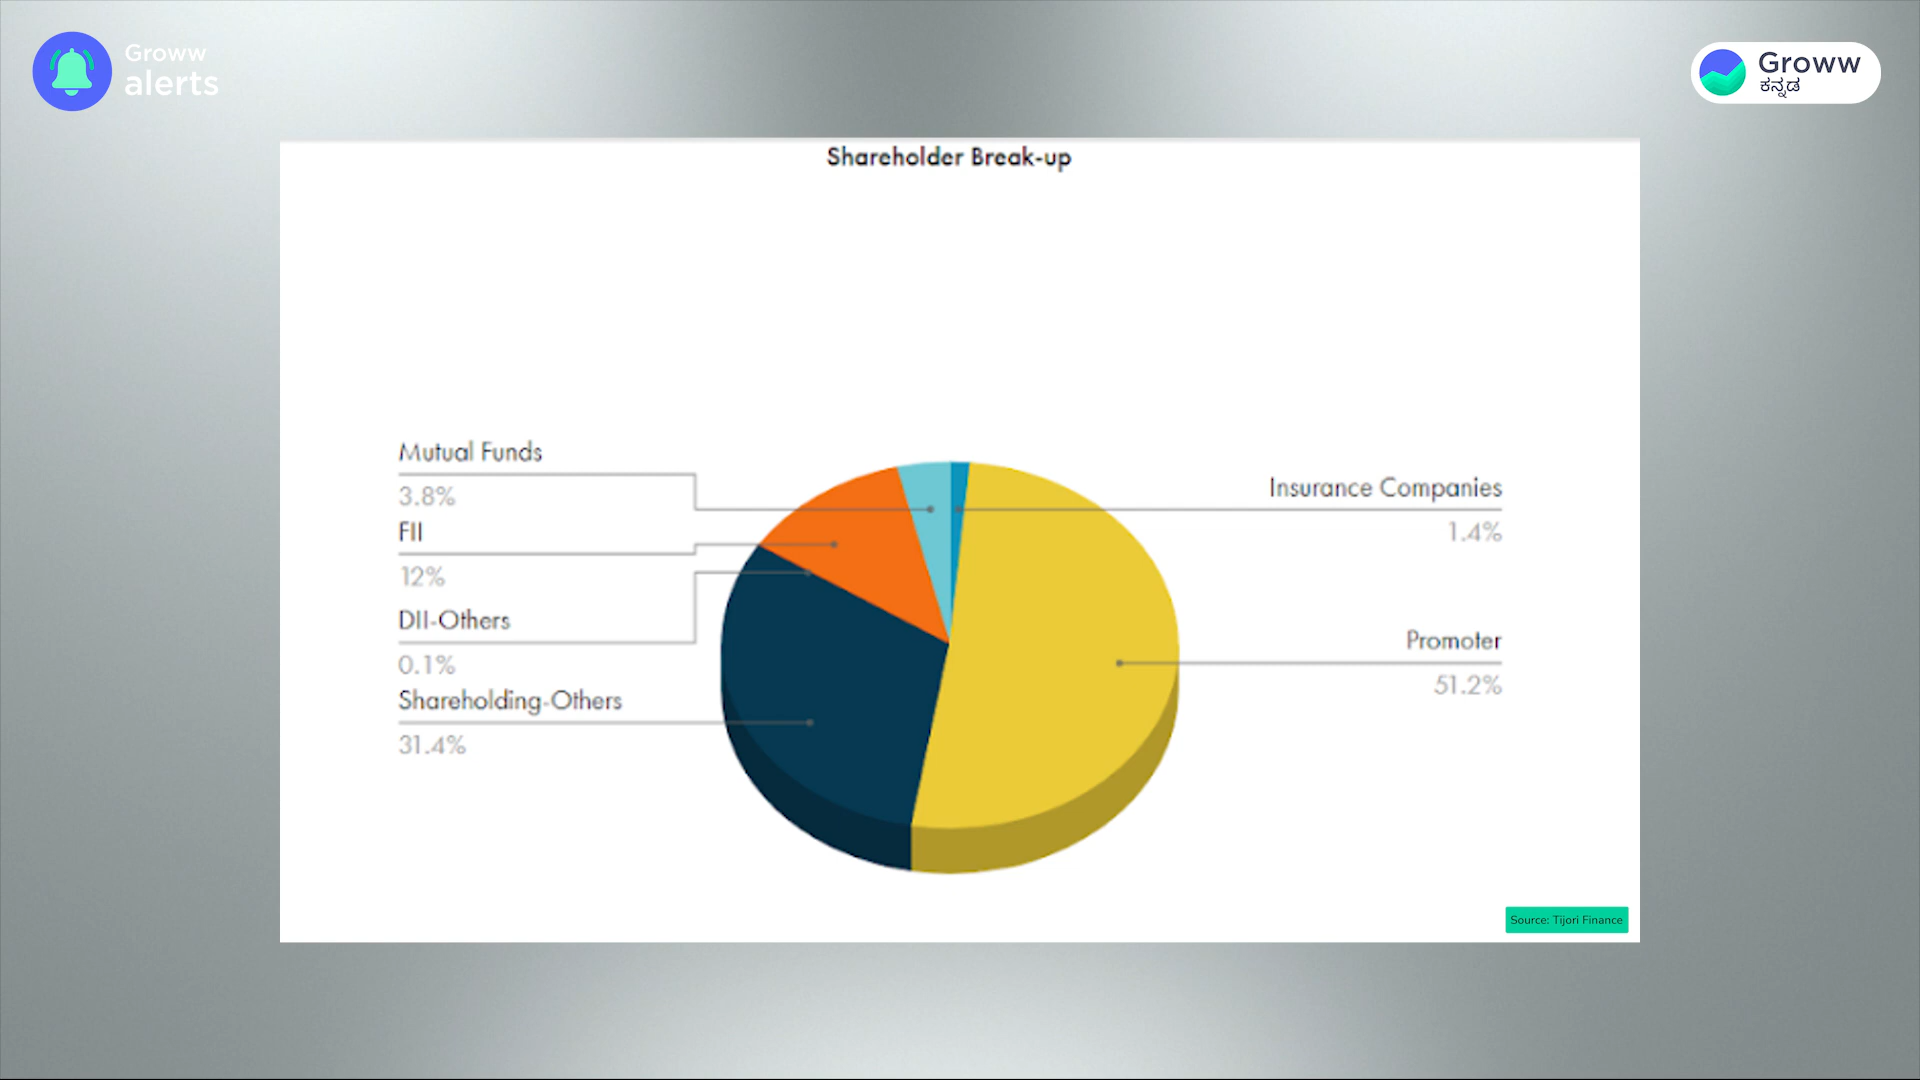 Groww
alerts
Groww
ಕನ್ನಡ
Shareholder Break-up
Mutual Funds
3.8%
FII
12%
DII-Others
0.1%
Shareholding-Others
31.4%
Insurance Companies
1.4%
Promoter
51.2%
Source: Tijori Finance